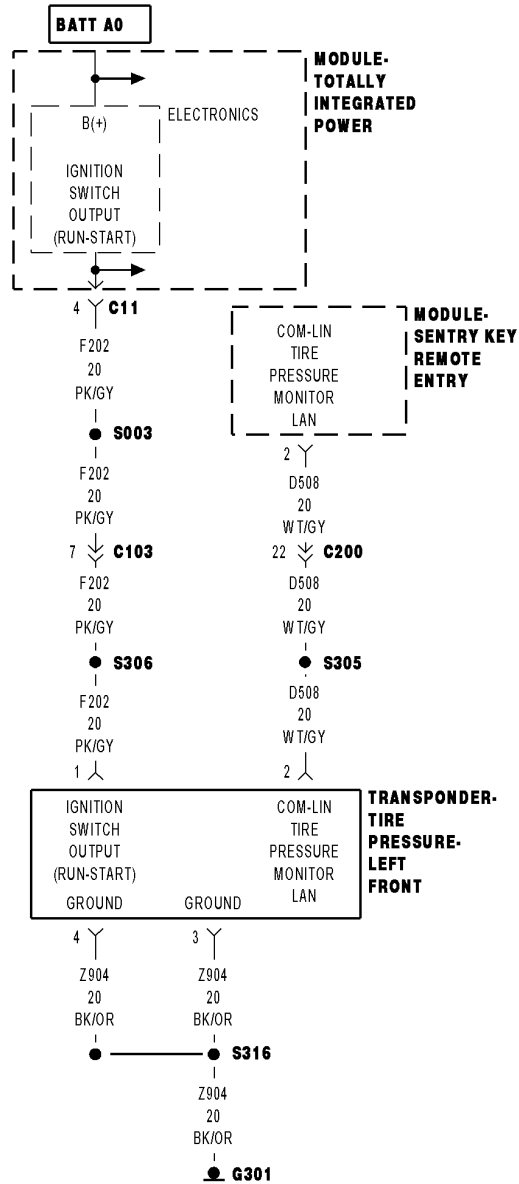 BATT A0
MODULE-
TOTALLY
INTEGRATED
POWER
ELECTRONICS
B(+)
IGNITION
SWITCH
OUTPUT
(RUN-START)
4 C11
F202
20
PK/GY
S003
F202
20
PK/GY
7 C103
F202
20
PK/GY
S306
F202
20
PK/GY
1
MODULE-
SENTRY KEY
REMOTE
ENTRY
COM-LIN
TIRE
PRESSURE
MONITOR
LAN
2
D508
20
WT/GY
22 C200
D508
20
WT/GY
S305
D508
20
WT/GY
2
TRANSPONDER-
TIRE
PRESSURE-
LEFT
FRONT
IGNITION
SWITCH
OUTPUT
(RUN-START)
COM-LIN
TIRE
PRESSURE
MONITOR
LAN
GROUND
GROUND
4
Z904
20
BK/OR
3
Z904
20
BK/OR
S316
Z904
20
BK/OR
G301